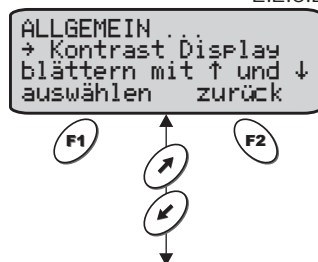 ALLGEMEIN ...
→ Kontrast Display
blättern mit ↑ und ↓
auswählen zurück
F1 F2